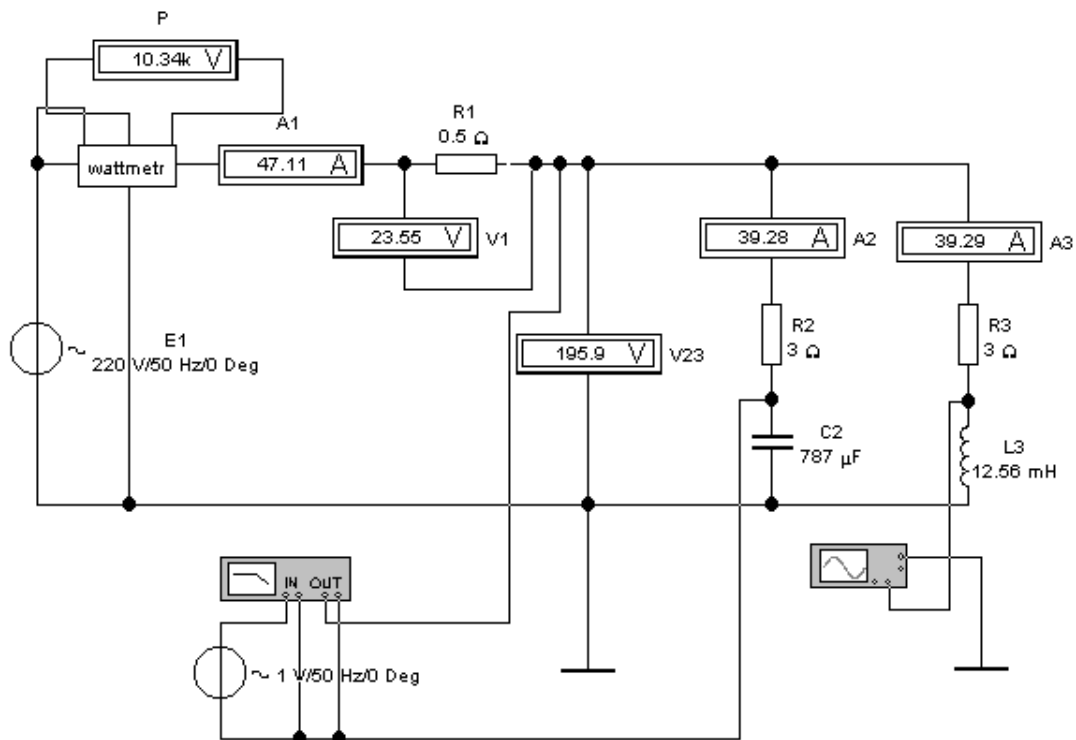 P
10.34k V
A1
R1
0.5 Ω
wattmetr
47.11 A
23.55 V V1
39.28 A A2
39.29 A A3
E1
220 V/50 Hz/0 Deg
195.9 V V23
R2
3 Ω
R3
3 Ω
C2
787 µF
L3
12.56 mH
IN OUT
1 V/50 Hz/0 Deg